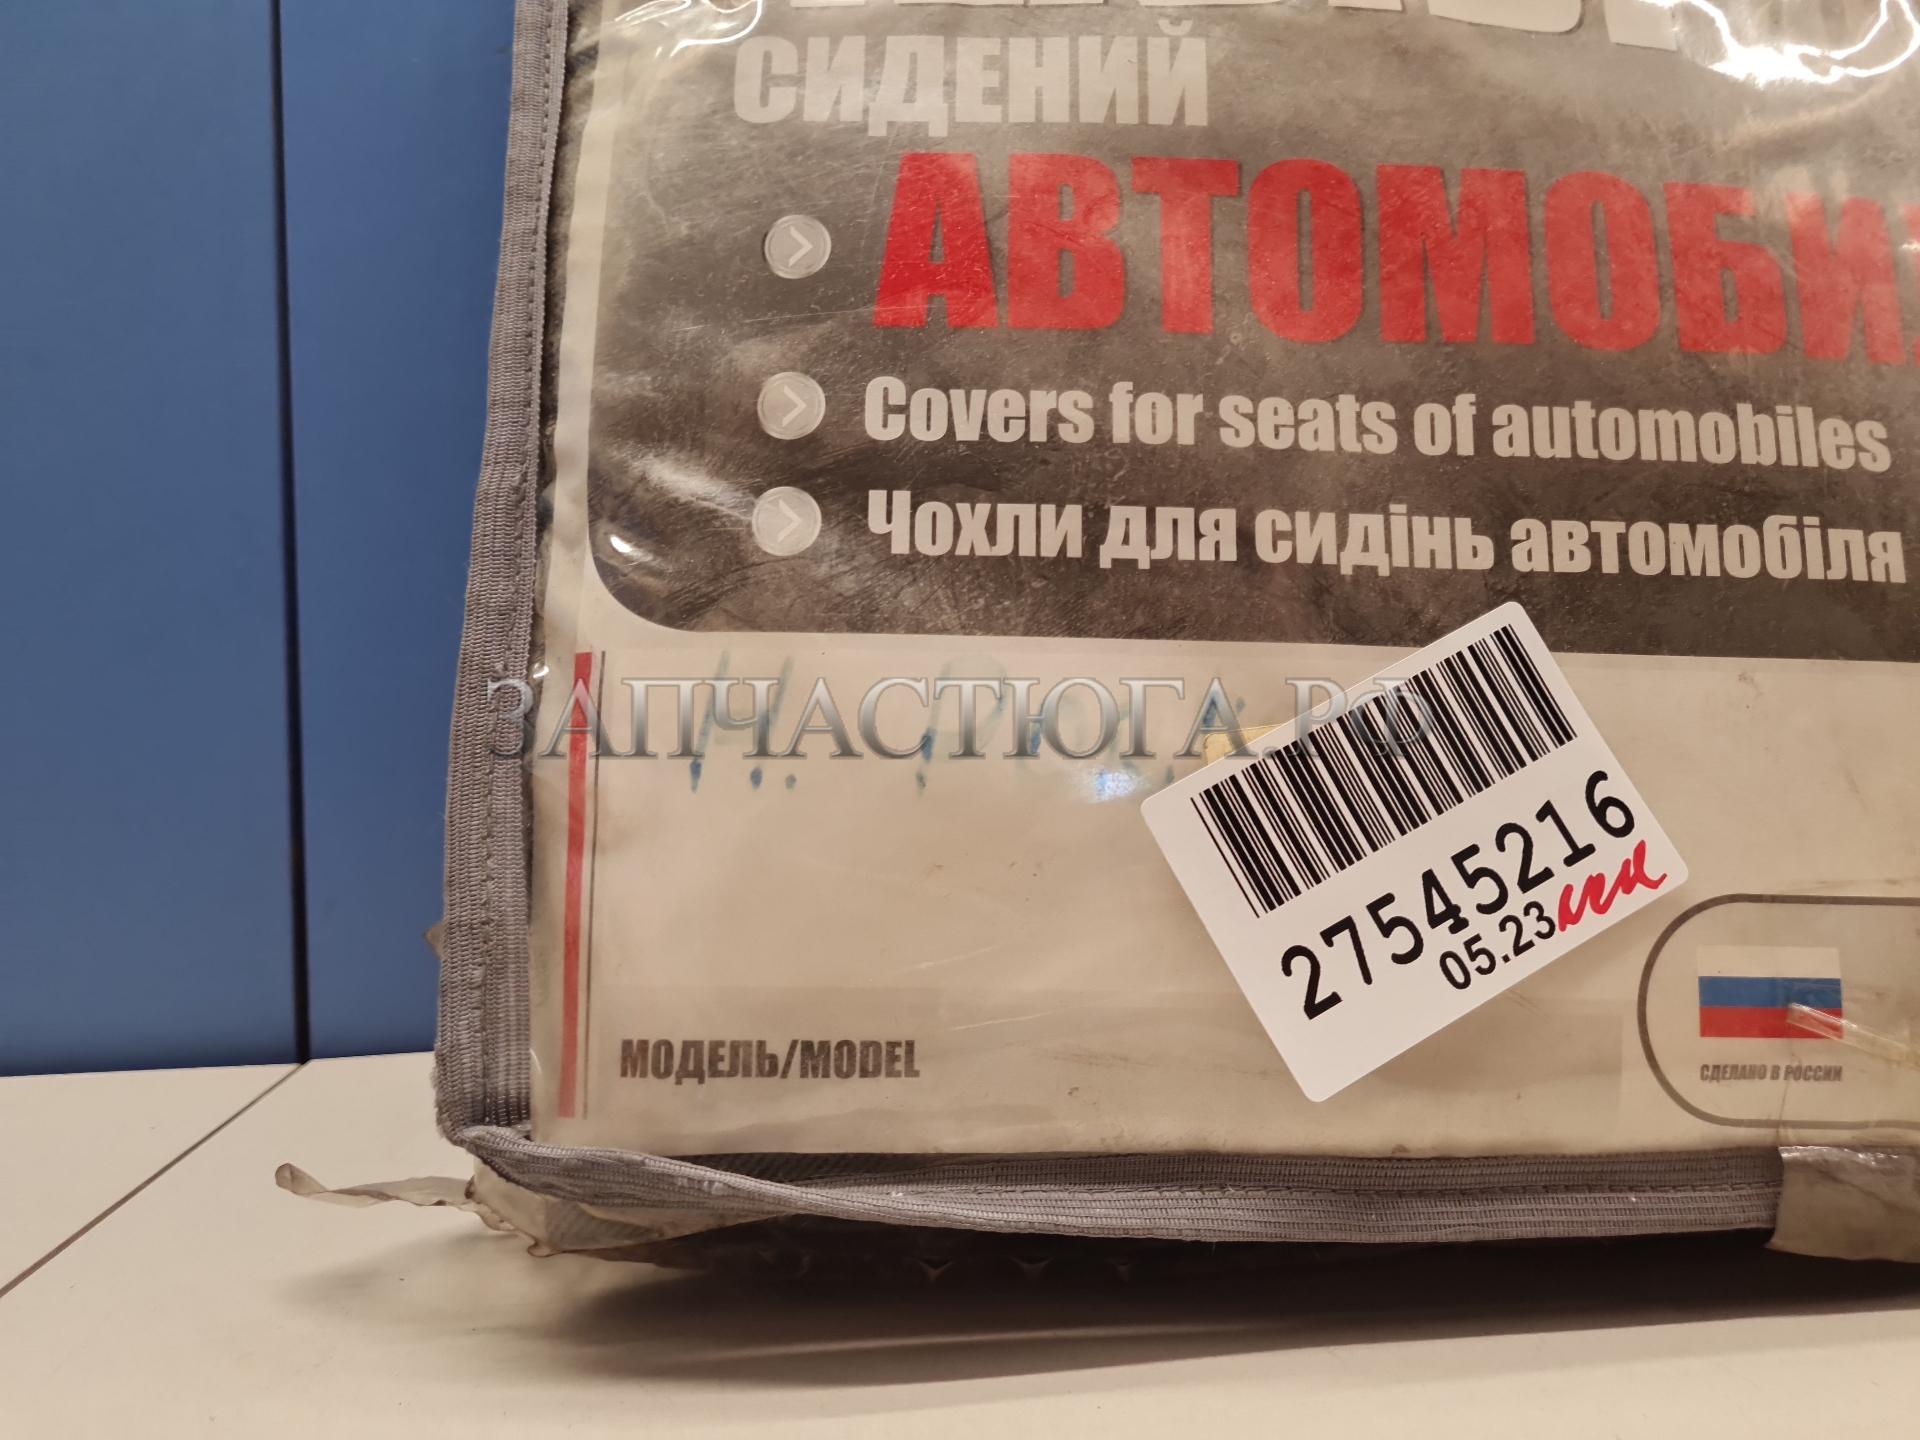 СИДЕНИЙ
АВТОМОБИ
Covers for seats of automobiles
Чохли для сидінь автомобіля
ЗАПЧАСТЮГА.РФ
27545216
05.23
МОДЕЛЬ/MODEL
СДЕЛАНО В РОССИИ